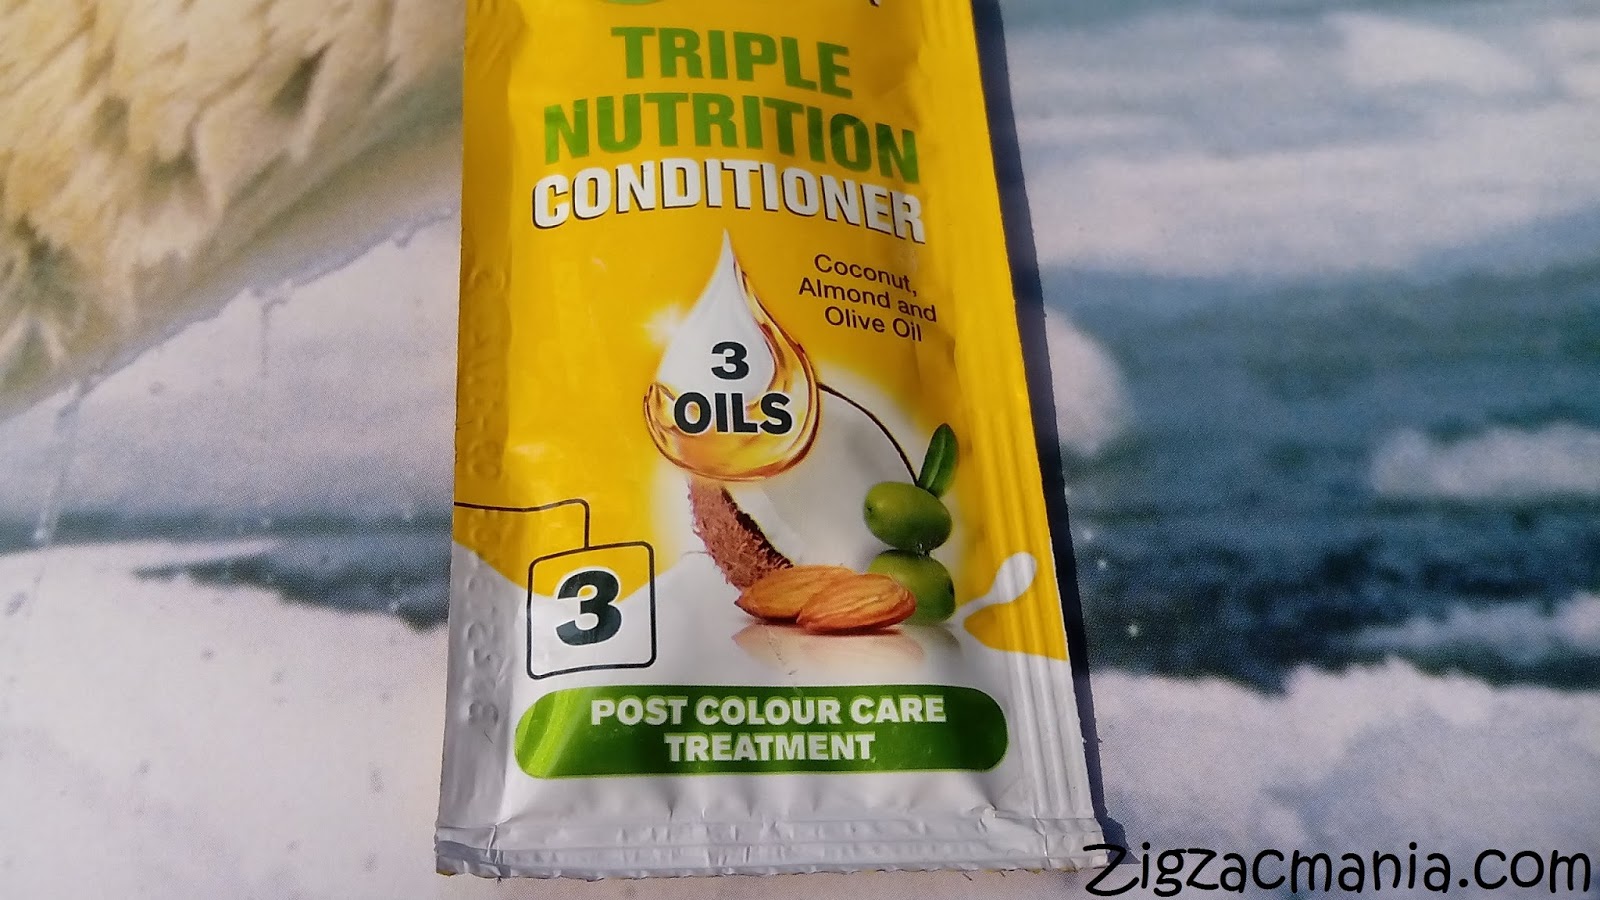 TRIPLE
NUTRITION
CONDITIONER
Coconut,
Almond and
Olive Oil
3
OILS
3
POST COLOUR CARE
TREATMENT
Zigzacmania.com